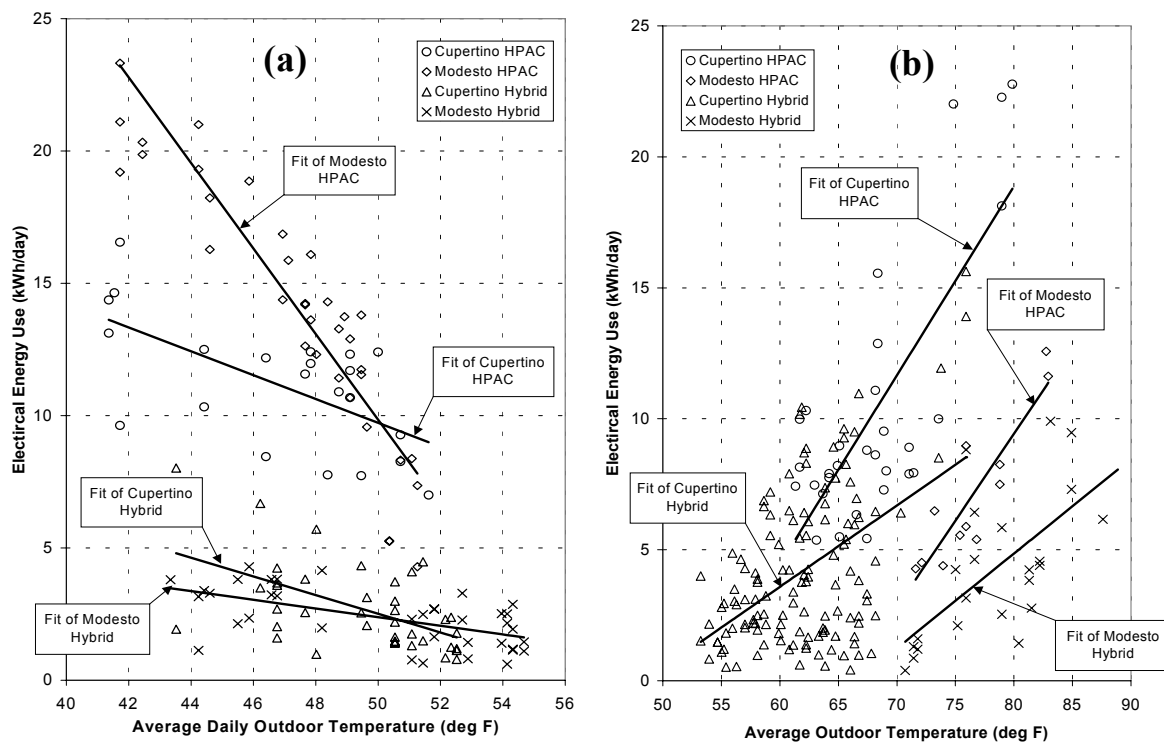 (a)
Cupertino HPAC
Modesto HPAC
Cupertino Hybrid
Modesto Hybrid
Fit of Modesto
HPAC
Fit of Cupertino
HPAC
Fit of Cupertino
Hybrid
Fit of Modesto
Hybrid
Electircal Energy Use (kWh/day)
25
20
15
10
5
0
40 42 44 46 48 50 52 54 56
Average Daily Outdoor Temperature (deg F)
(b)
Cupertino HPAC
Modesto HPAC
Cupertino Hybrid
Modesto Hybrid
Fit of Cupertino
HPAC
Fit of Modesto
HPAC
Fit of Cupertino
Hybrid
Fit of Modesto
Hybrid
Electrical Energy Use (kWh/day)
25
20
15
10
5
0
50 55 60 65 70 75 80 85 90
Average Outdoor Temperature (deg F)